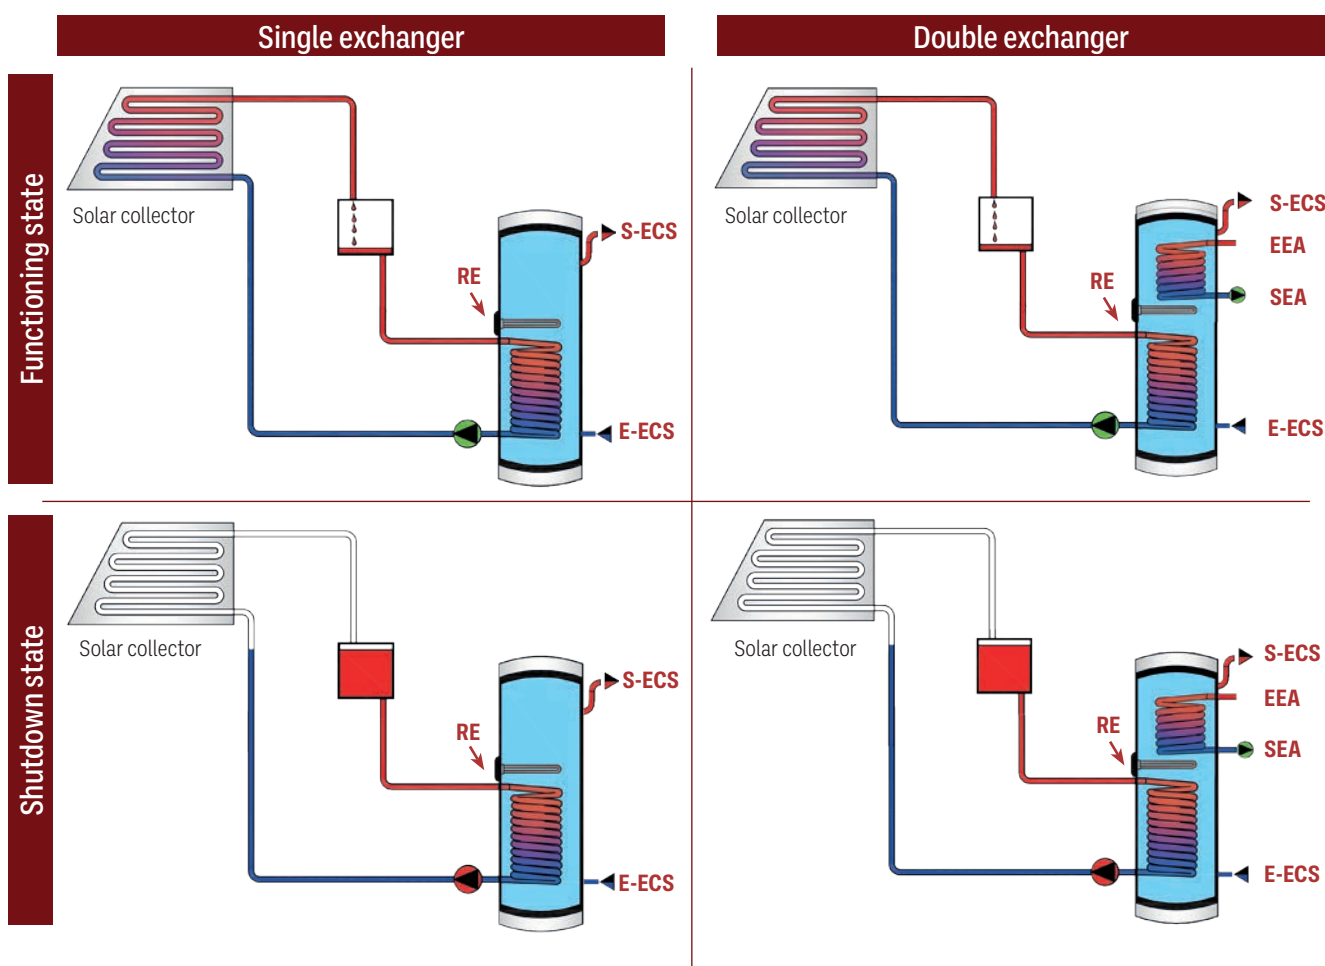 Single exchanger
Double exchanger
Functioning state
Solar collector
RE
S-ECS
E-ECS
Solar collector
RE
S-ECS
EEA
SEA
E-ECS
Shutdown state
Solar collector
RE
S-ECS
E-ECS
Solar collector
RE
S-ECS
EEA
SEA
E-ECS